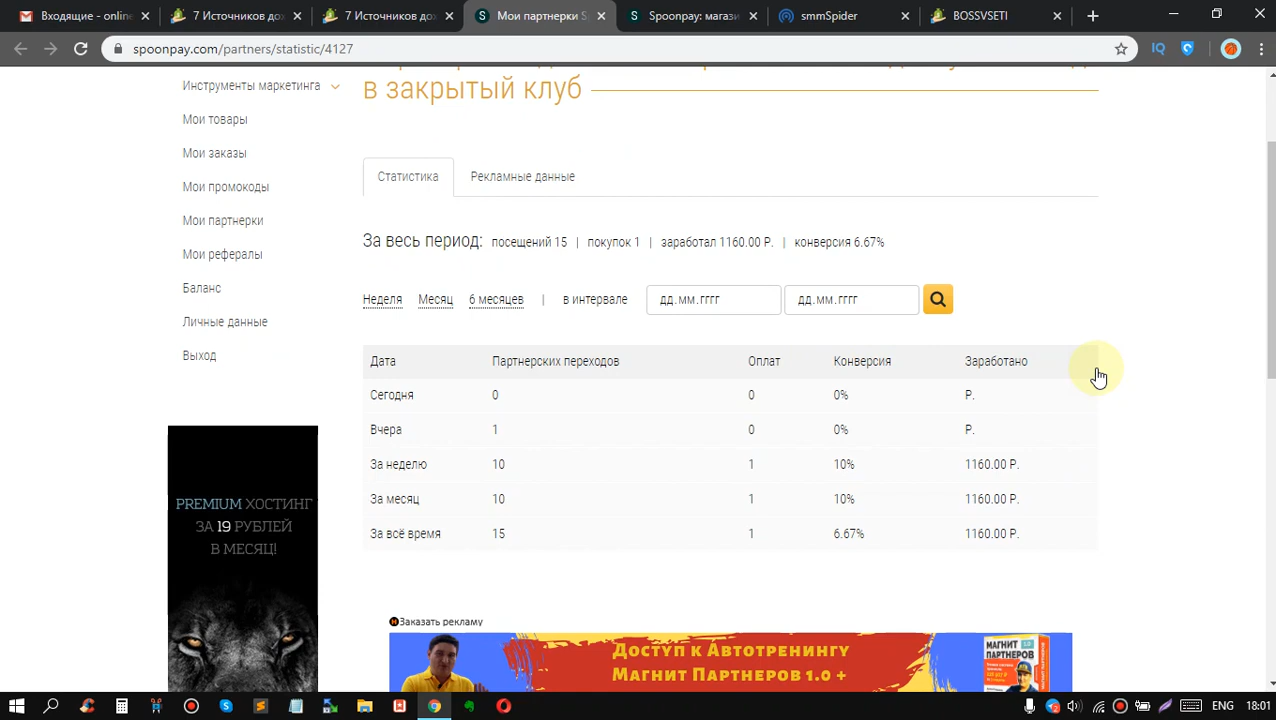 Входящие - online
7 Источников дох
7 Источников дох
Мои партнерки S
Spoonpay: магази
smmSpider
BOSSVSETI
spoonpay.com/partners/statistic/4127
Инструменты маркетинга
Мои товары
Мои заказы
Мои промокоды
Мои партнерки
Мои рефералы
Баланс
Личные данные
Выход
в закрытый клуб
Статистика
Рекламные данные
За весь период: посещений 15 | покупок 1 | заработал 1160.00 Р. | конверсия 6.67%
Неделя Месяц 6 месяцев | в интервале дд.мм.гггг дд.мм.гггг
Дата Партнерских переходов Оплат Конверсия Заработано
Сегодня 0 0 0% Р.
Вчера 1 0 0% Р.
За неделю 10 1 10% 1160.00 Р.
За месяц 10 1 10% 1160.00 Р.
За всё время 15 1 6.67% 1160.00 Р.
PREMIUM ХОСТИНГ
ЗА 19 РУБЛЕЙ
В МЕСЯЦ!
Заказать рекламу
Доступ к Автотренингу
Магнит Партнеров 1.0 +
МАГНИТ
ПАРТНЕРОВ
ENG 18:01